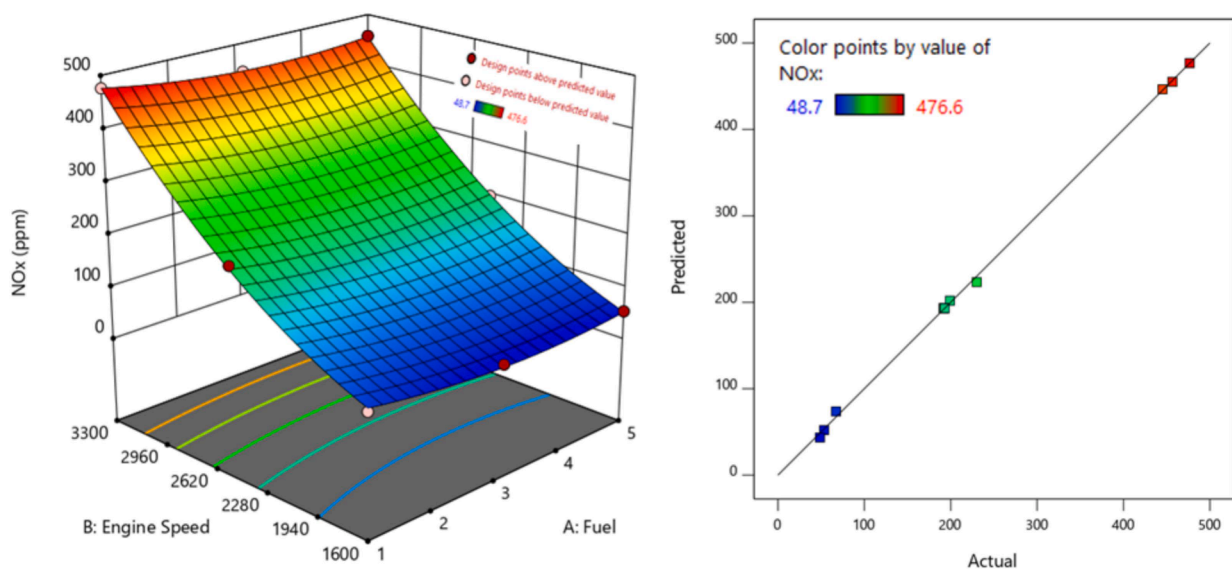 500
400
300
200
100
0
NOx (ppm)
Design points above predicted value
Design points below predicted value
48.7 476.6
3300
2960
2620
2280
1940
1600
B: Engine Speed
1
2
3
4
5
A: Fuel
Color points by value of
NOx:
48.7 476.6
500
400
300
200
100
0
Predicted
0 100 200 300 400 500
Actual